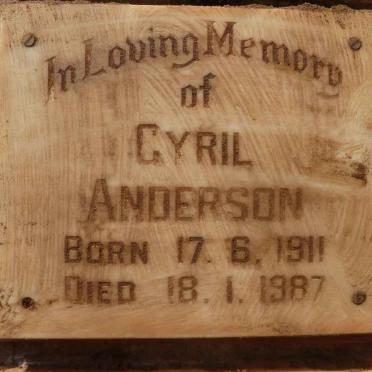 In Loving Memory
of
CYRIL
ANDERSON
BORN 17. 6. 1911
DIED 18. 1. 1987